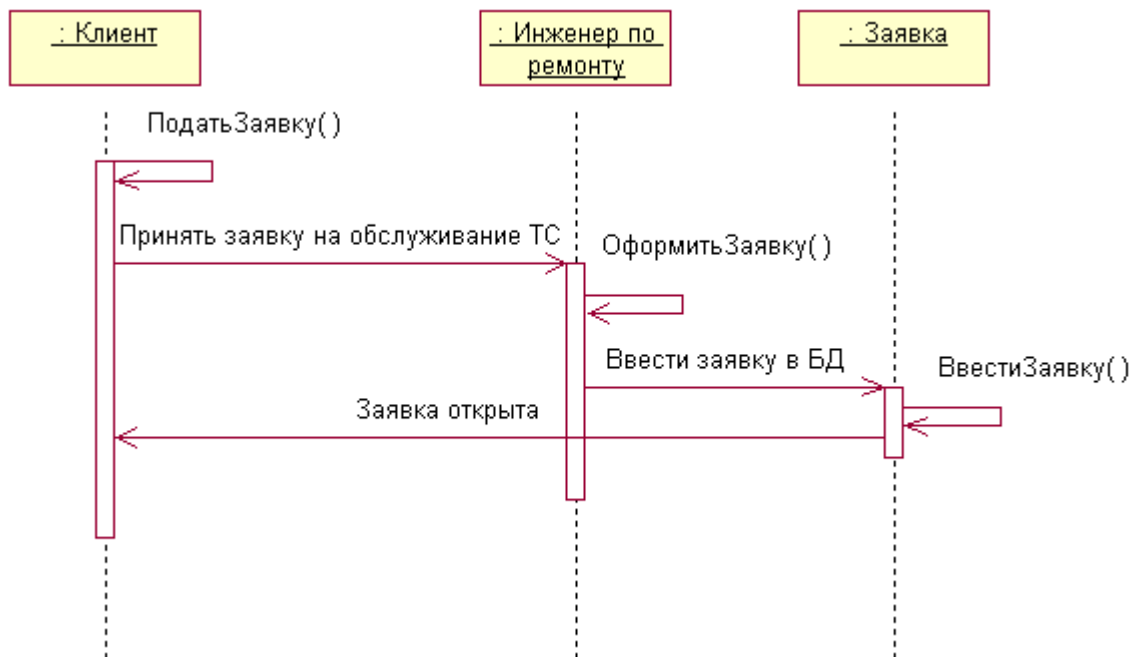 : Клиент
: Инженер по
ремонту
: Заявка
ПодатьЗаявку( )
Принять заявку на обслуживание ТС
ОформитьЗаявку( )
Ввести заявку в БД
ВвестиЗаявку( )
Заявка открыта